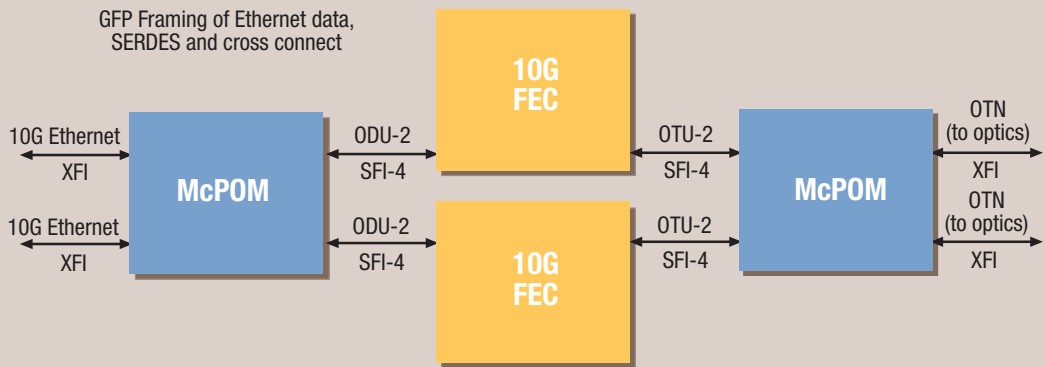 GFP Framing of Ethernet data,
SERDES and cross connect
10G Ethernet
XFI
10G Ethernet
XFI
McPOM
ODU-2
SFI-4
ODU-2
SFI-4
10G
FEC
10G
FEC
OTU-2
SFI-4
OTU-2
SFI-4
McPOM
OTN
(to optics)
XFI
OTN
(to optics)
XFI